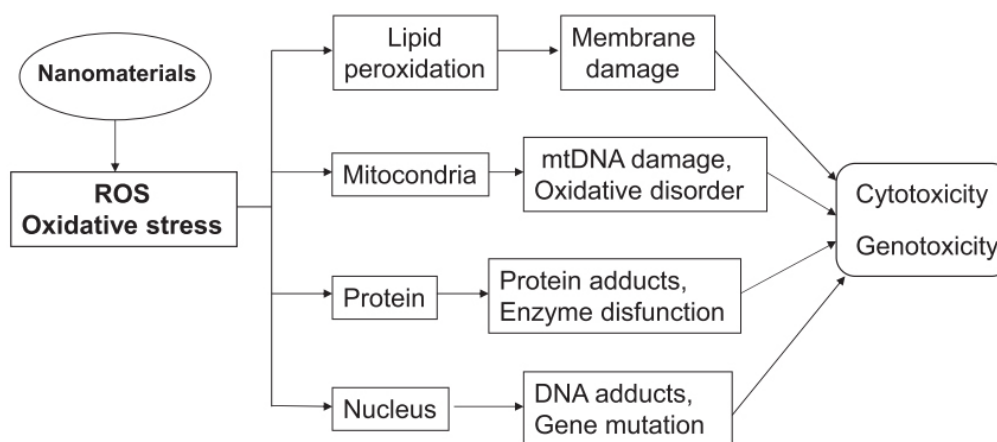 Nanomaterials
ROS
Oxidative stress
Lipid
peroxidation
Membrane
damage
Mitocondria
mtDNA damage,
Oxidative disorder
Protein
Protein adducts,
Enzyme disfunction
Nucleus
DNA adducts,
Gene mutation
Cytotoxicity
Genotoxicity